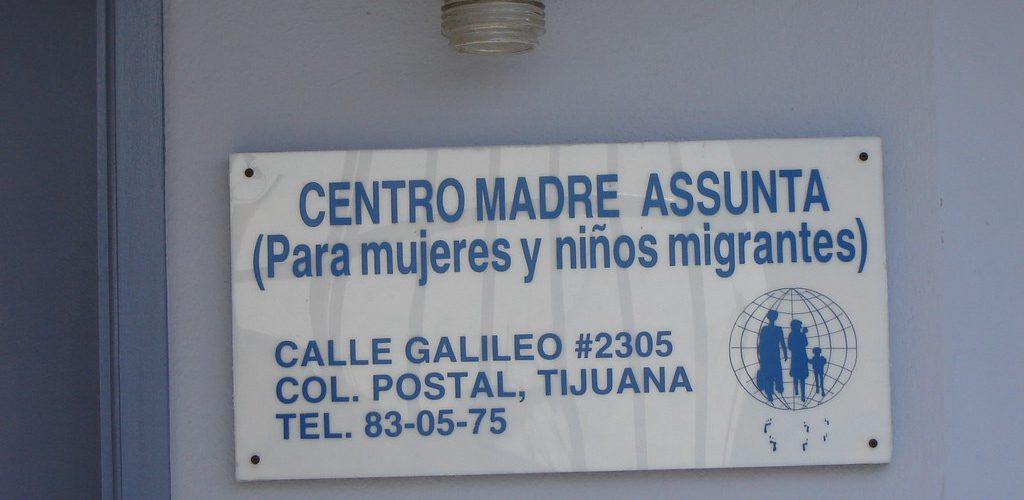 CENTRO MADRE ASSUNTA
(Para mujeres y niños migrantes)
CALLE GALILEO #2305
COL. POSTAL, TIJUANA
TEL. 83-05-75